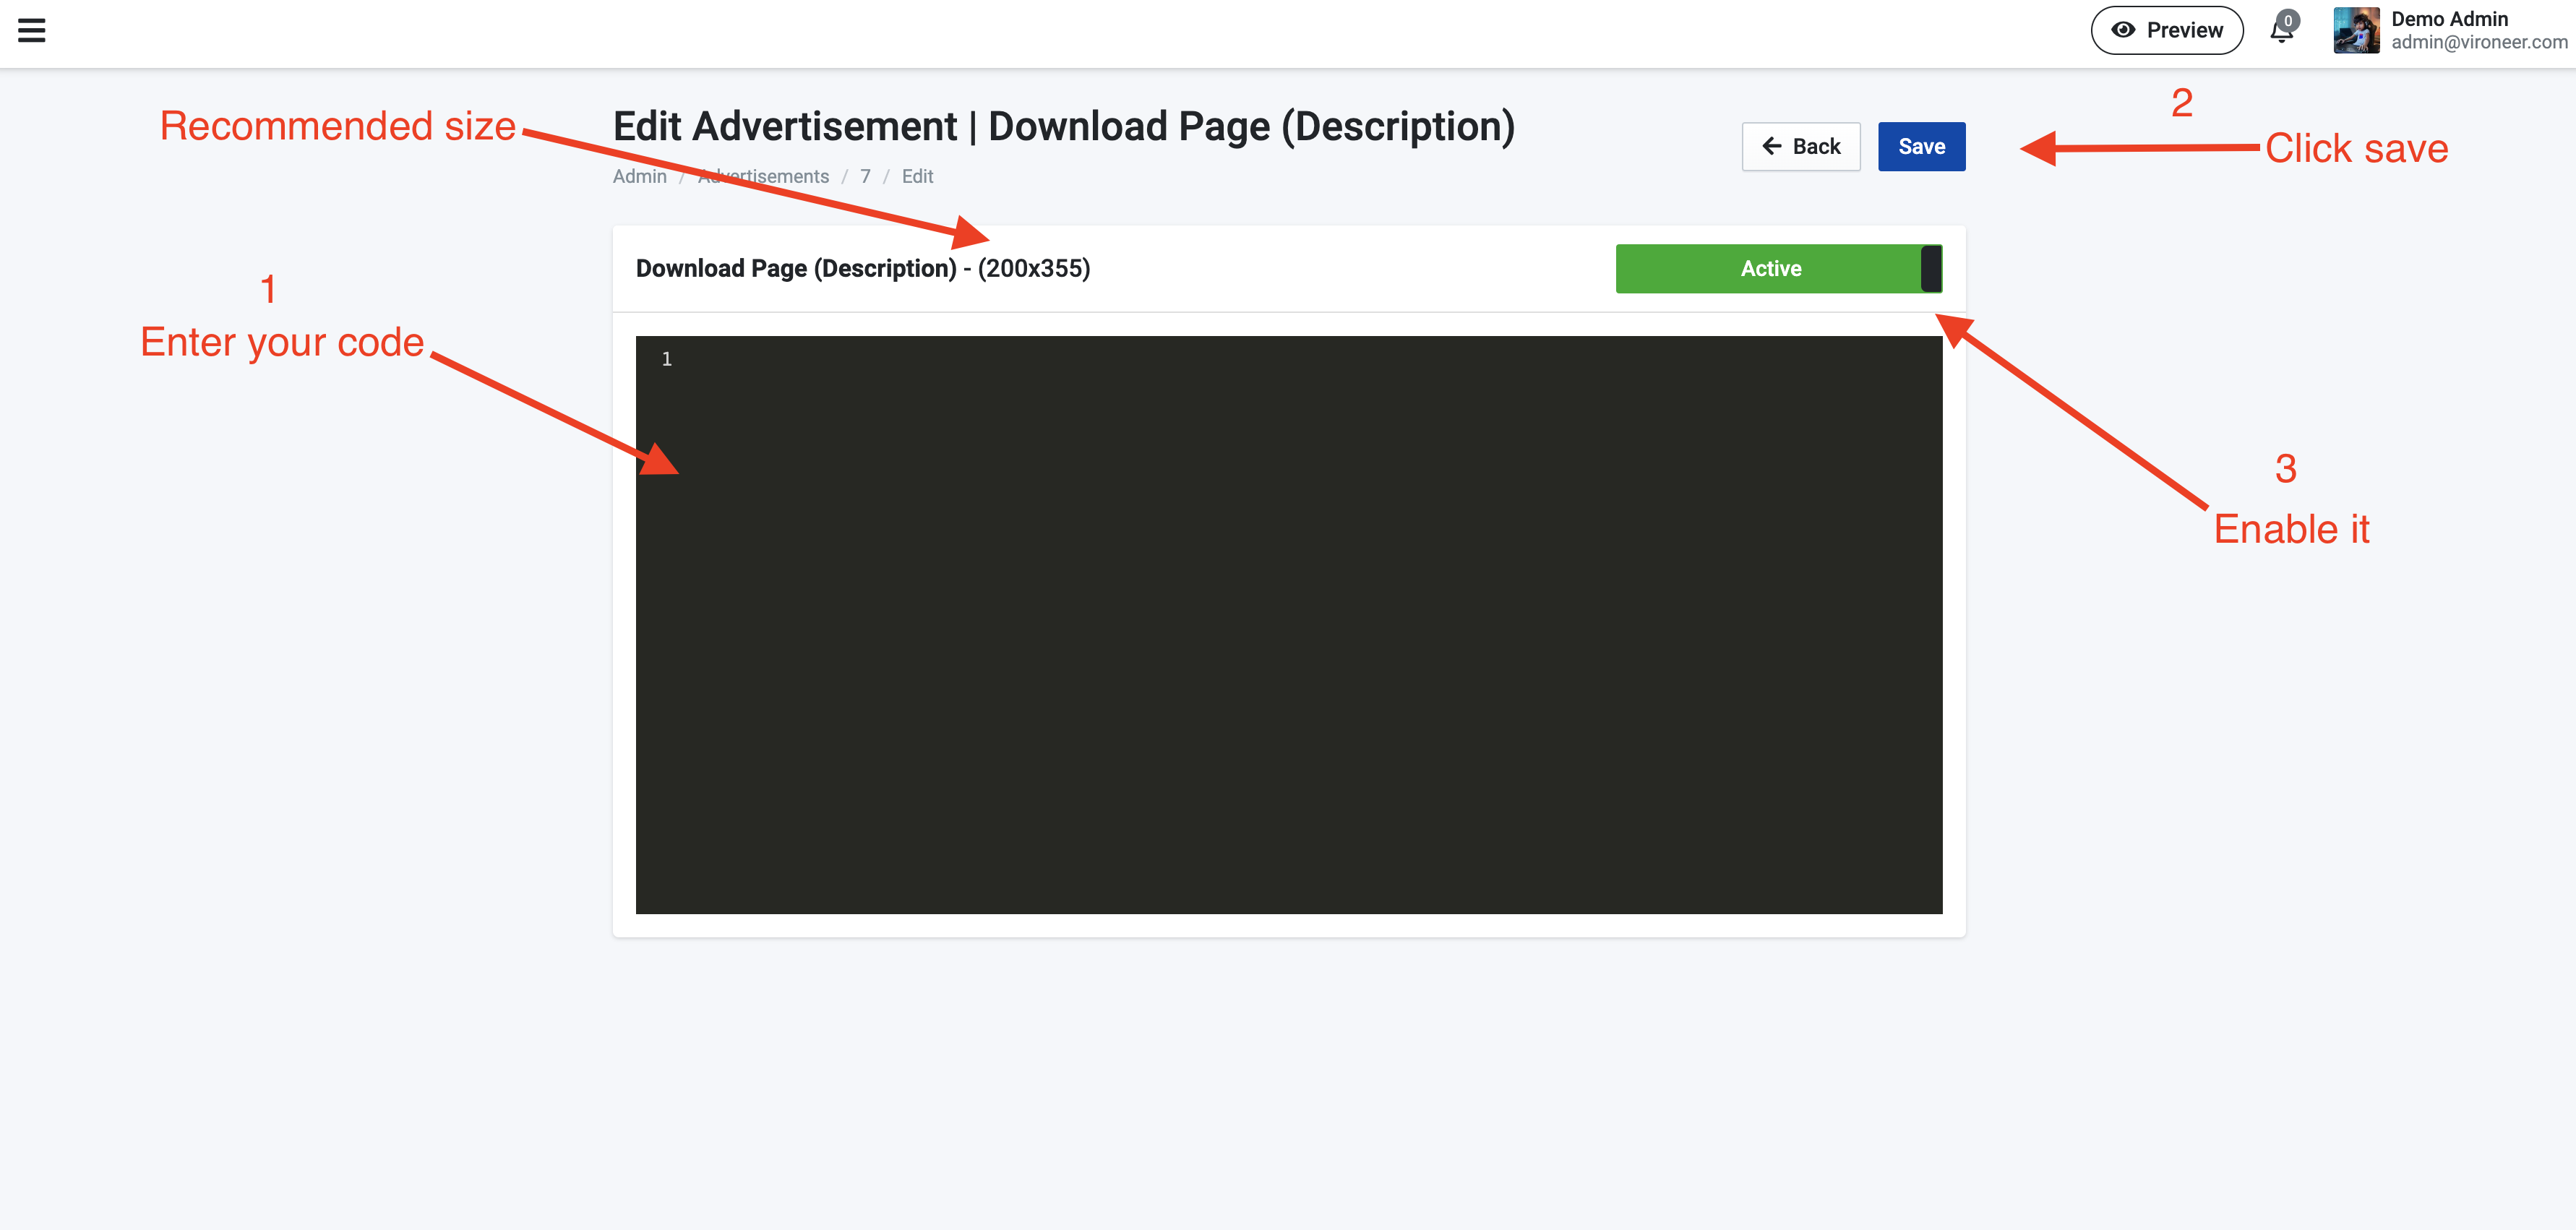 Preview
0
Demo Admin
admin@vironeer.com
Recommended size
Edit Advertisement | Download Page (Description)
Admin / Advertisements / 7 / Edit
Back
Save
2
Click save
Download Page (Description) - (200x355)
Active
1
Enter your code
1
3
Enable it